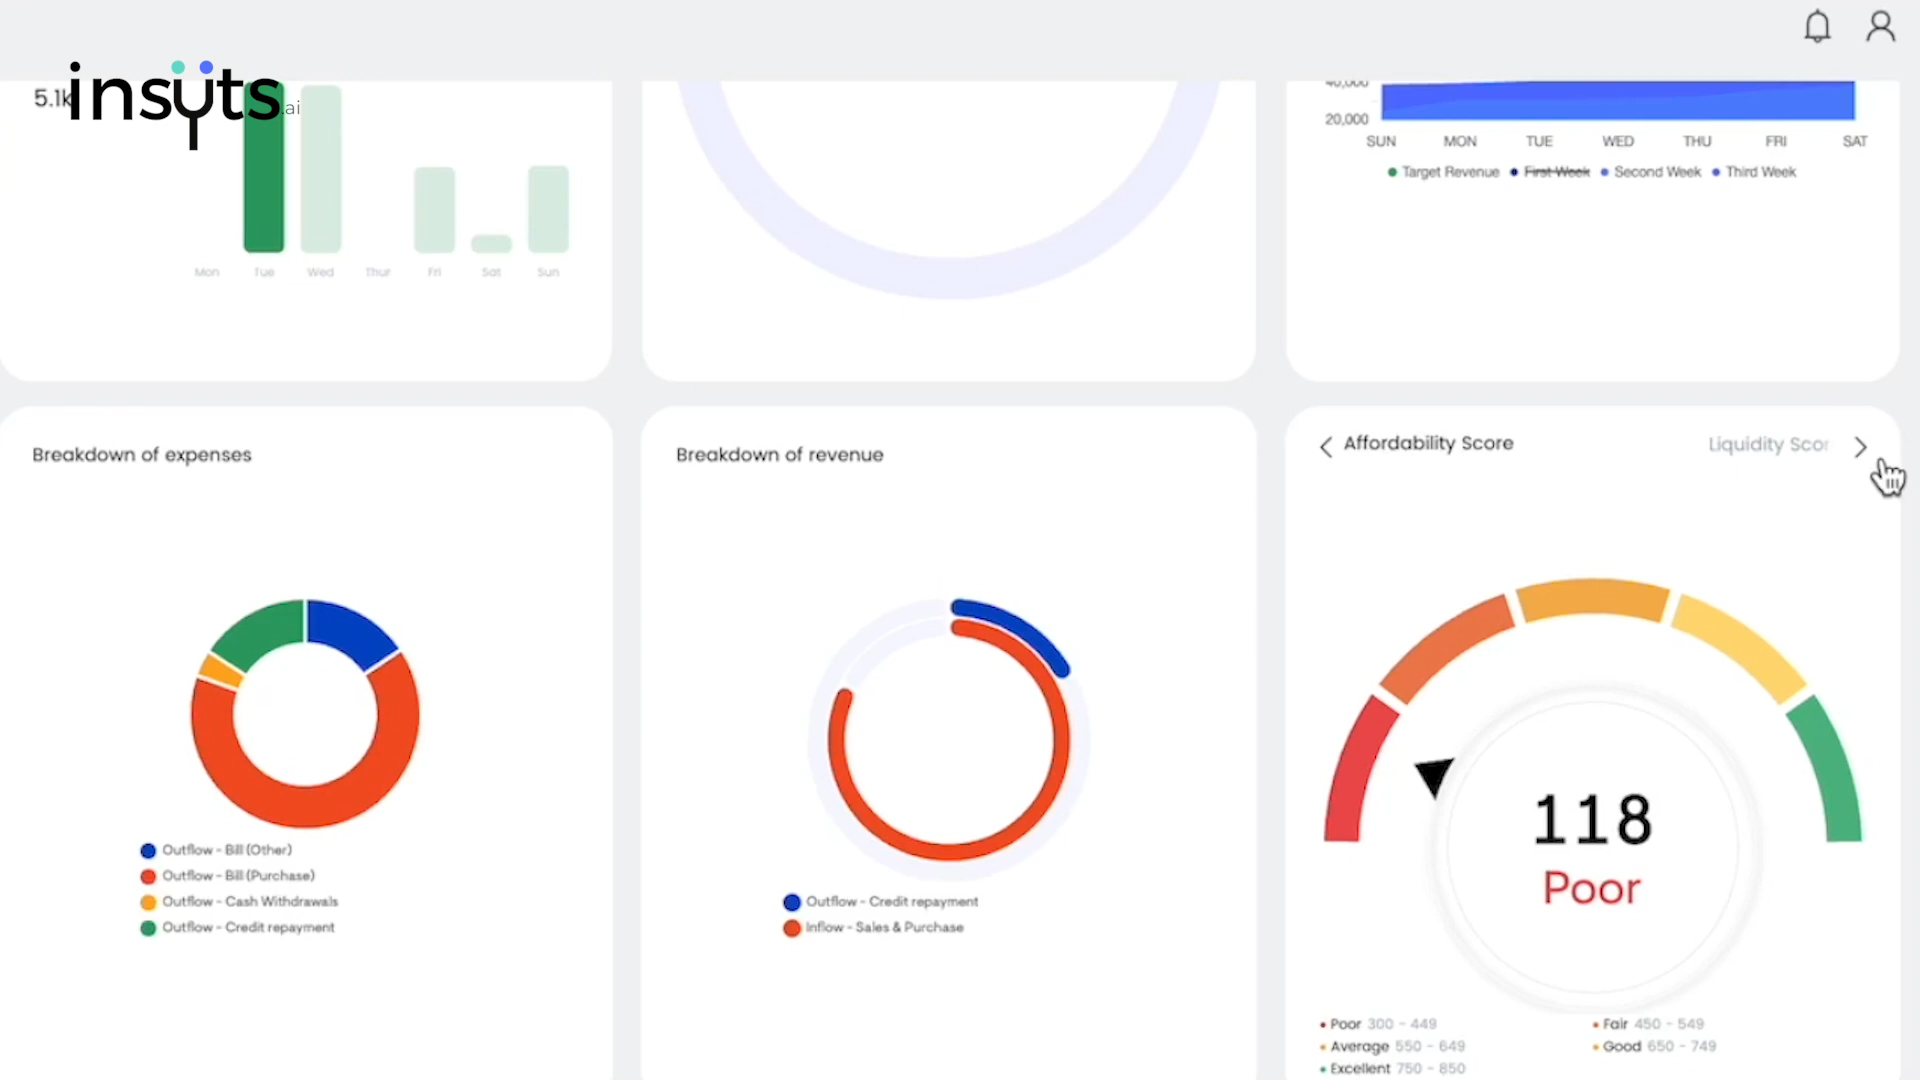 5.1k
insyts.ai
Mon Tue Wed Thur Fri Sat Sun
40,000
20,000
SUN MON TUE WED THU FRI SAT
Target Revenue First Week Second Week Third Week
Breakdown of expenses
Outflow - Bill (Other)
Outflow - Bill (Purchase)
Outflow - Cash Withdrawals
Outflow - Credit repayment
Breakdown of revenue
Outflow - Credit repayment
Inflow - Sales & Purchase
Affordability Score Liquidity Scor
118
Poor
Poor 300 - 449 Fair 450 - 549
Average 550 - 649 Good 650 - 749
Excellent 750 - 850